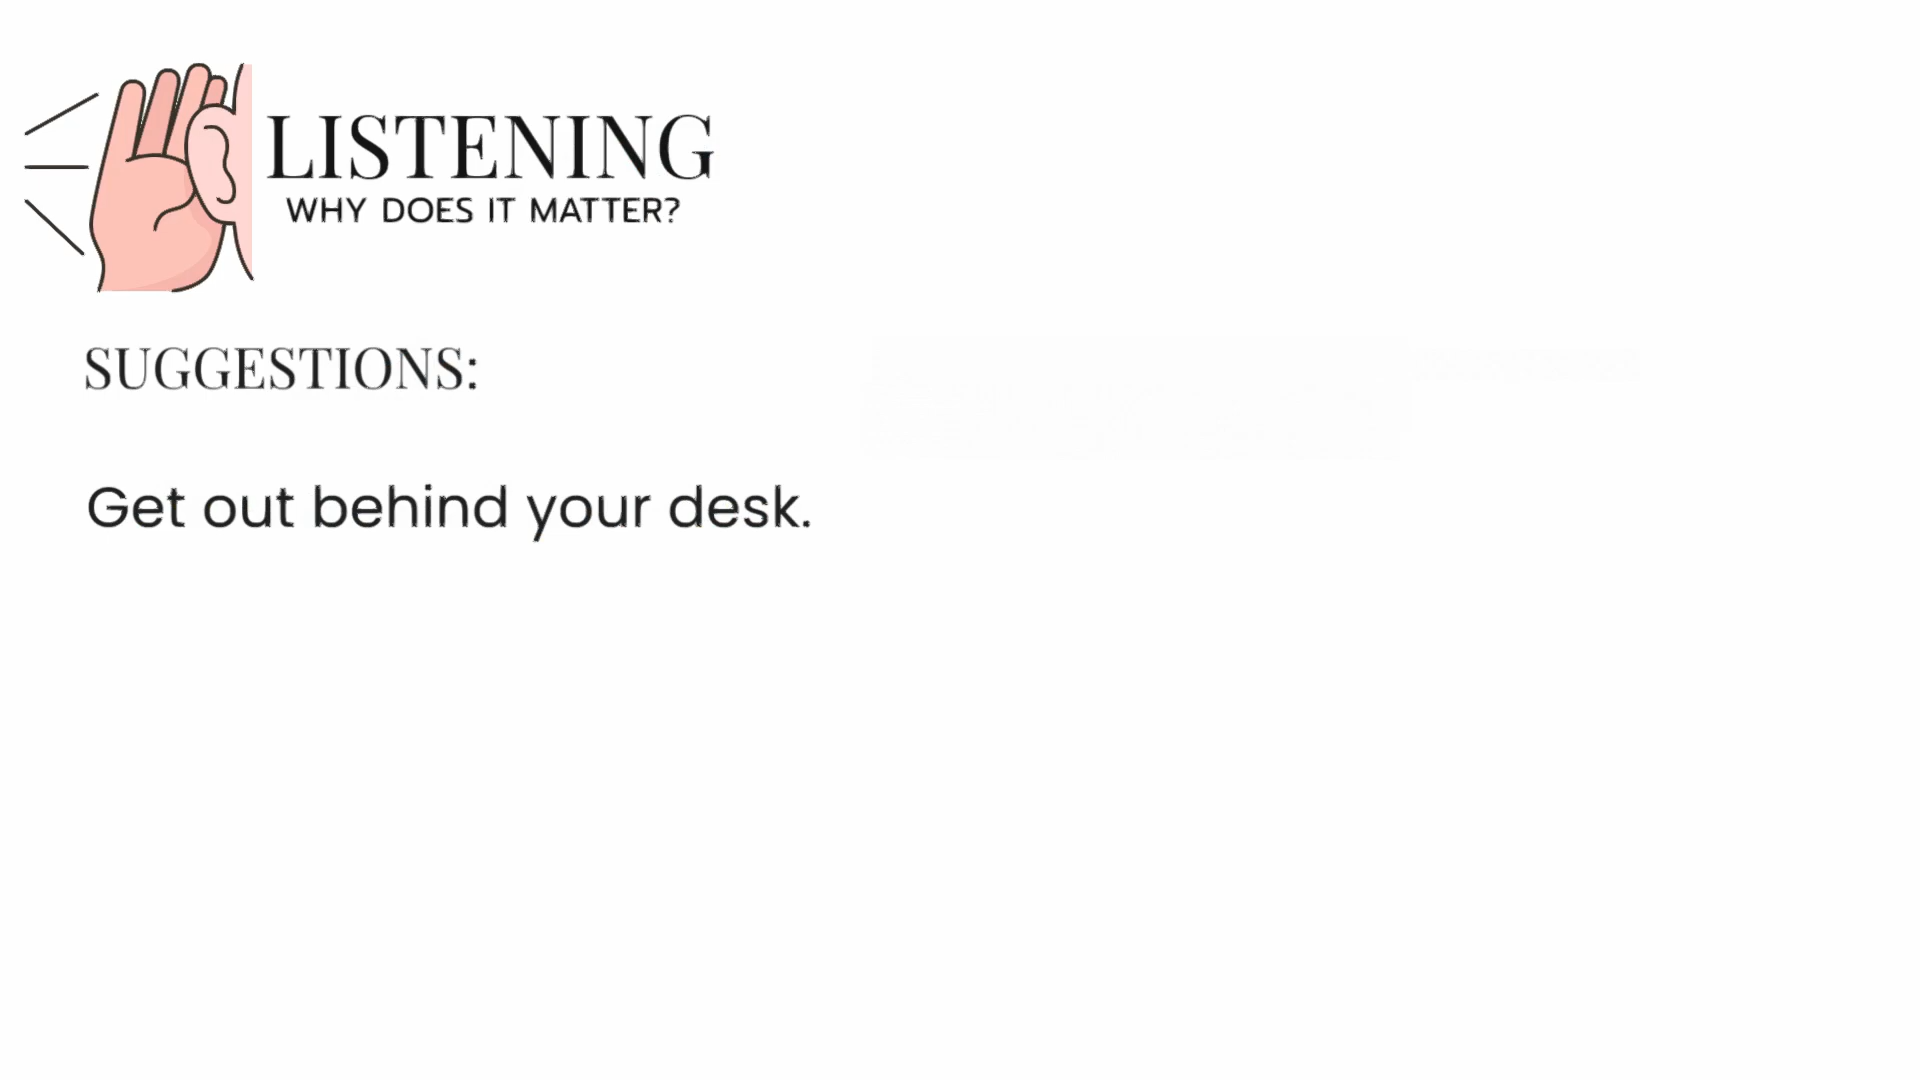 LISTENING
WHY DOES IT MATTER?
SUGGESTIONS:
Get out behind your desk.